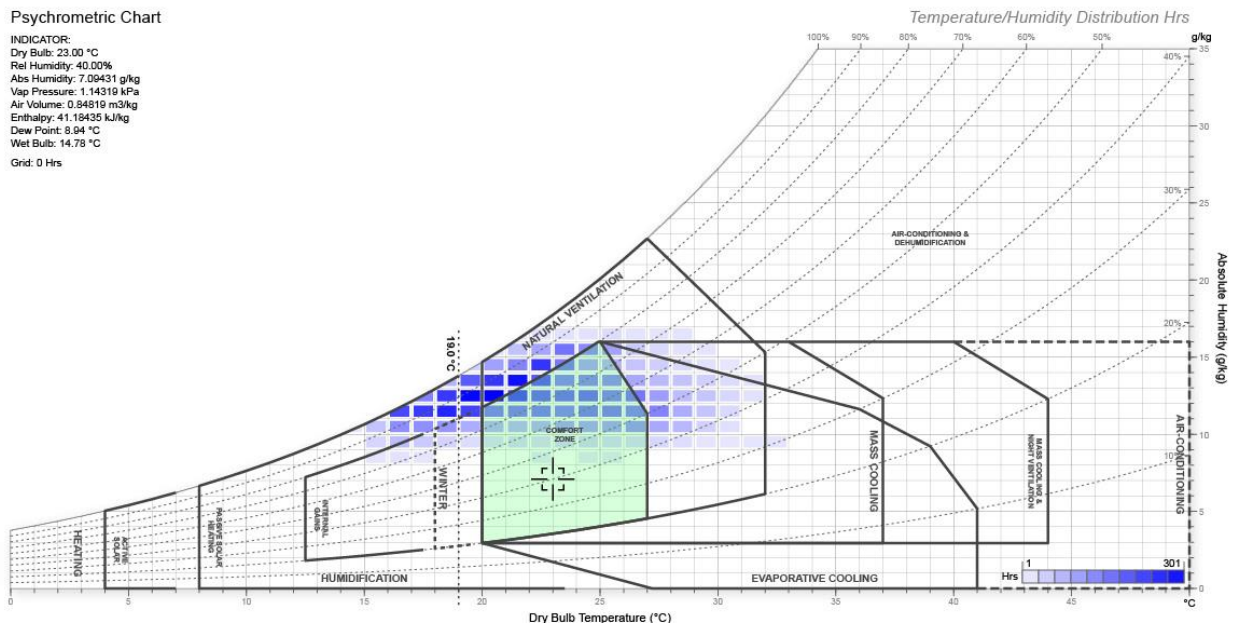 Psychrometric Chart
Temperature/Humidity Distribution Hrs
INDICATOR:
Dry Bulb: 23.00 °C
Rel Humidity: 40.00%
Abs Humidity: 7.09431 g/kg
Vap Pressure: 1.14319 kPa
Air Volume: 0.84819 m3/kg
Enthalpy: 41.18435 kJ/kg
Dew Point: 8.94 °C
Wet Bulb: 14.78 °C
Grid: 0 Hrs
100% 90% 80% 70% 60% 50%
g/kg
35
40%
30
30%
25
20
20%
15
10
10%
5
0
Absolute Humidity (g/kg)
AIR-CONDITIONING &
DEHUMIDIFICATION
NATURAL VENTILATION
19.0 °C
COMFORT
ZONE
WINTER
INTERNAL
GAINS
PASSIVE SOLAR
HEATING
ACTIVE
SOLAR
HEATING
MASS COOLING
MASS COOLING &
NIGHT VENTILATION
AIR-CONDITIONING
HUMIDIFICATION
EVAPORATIVE COOLING
Hrs
1 301
0 5 10 15 20 25 30 35 40 45 °C
Dry Bulb Temperature (°C)